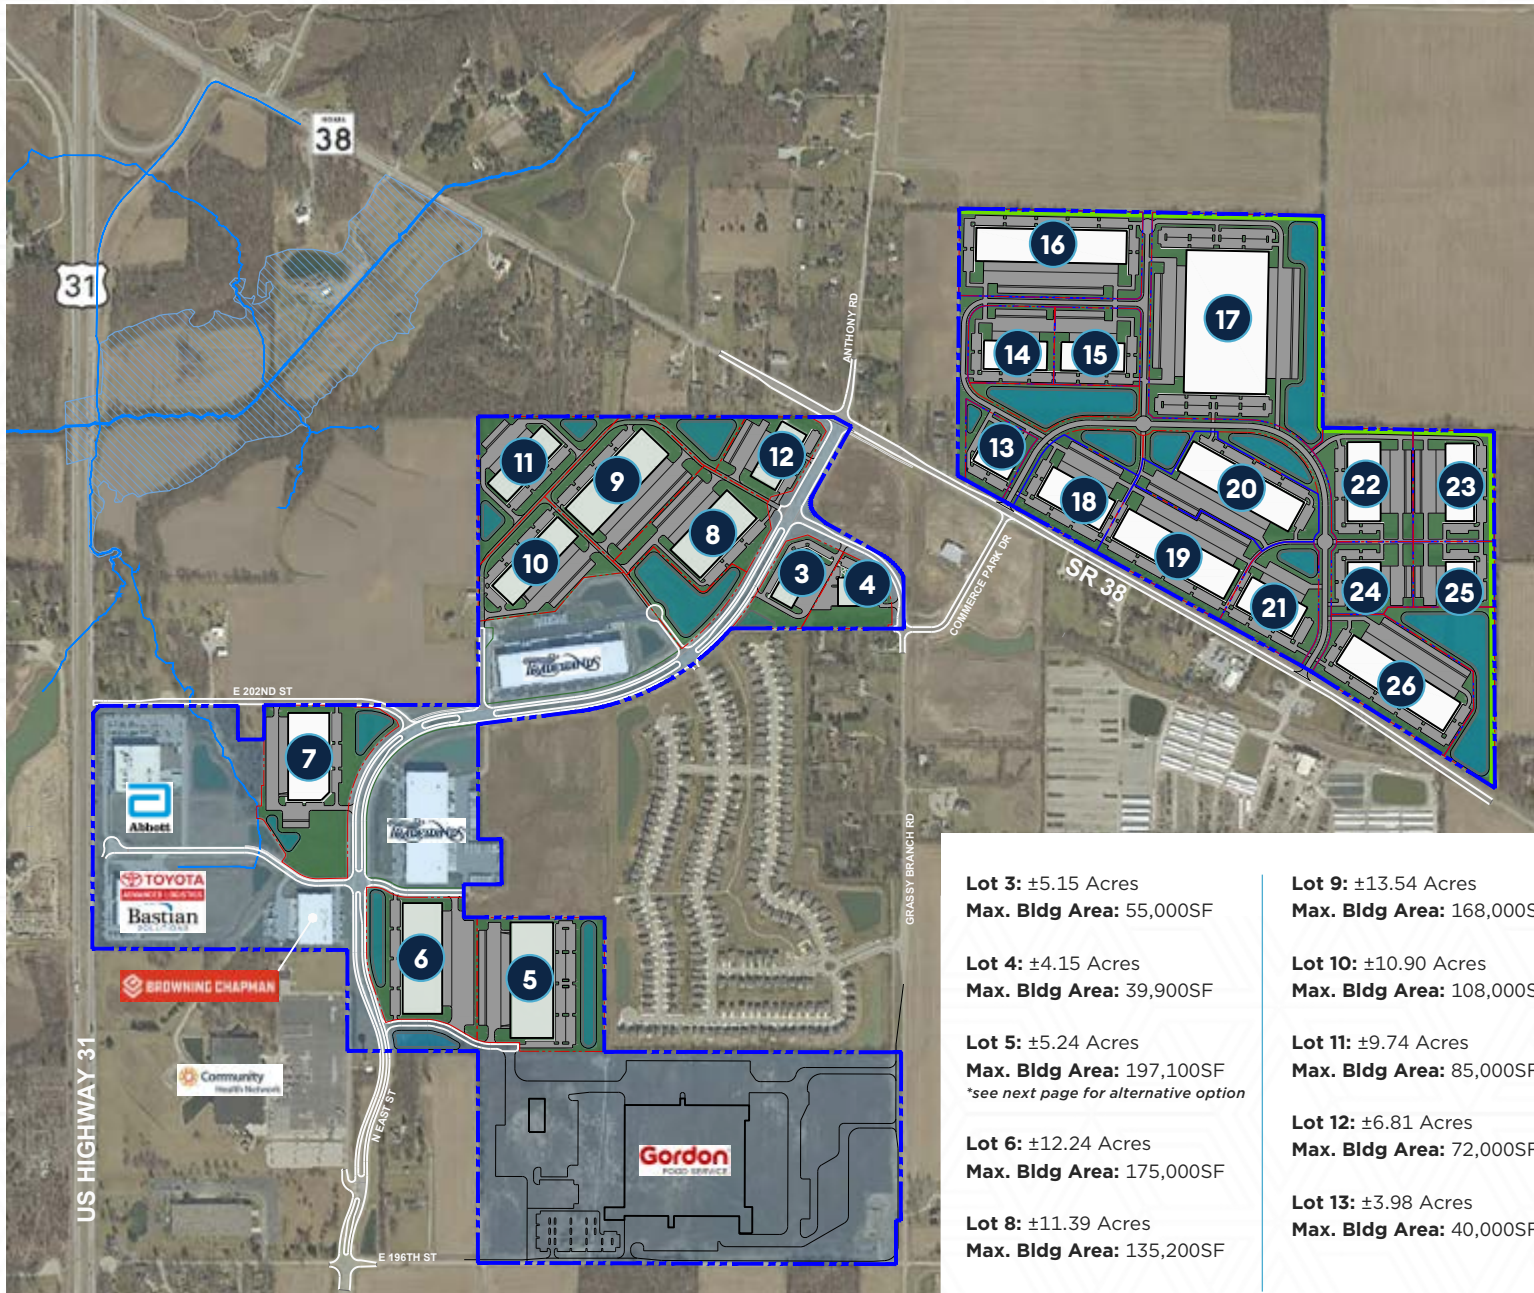 INDIANA
38
31
ANTHONY RD
16
17
14
15
13
18
20
19
21
22
23
24
25
26
SR 38
COMMERCE PARK DR
11
9
12
8
10
3
4
E 202ND ST
7
Abbott
TOYOTA
ADVANCED LOGISTICS
Bastian
SOLUTIONS
BROWNING CHAPMAN
6
5
GRASSY BRANCH RD
Community
Health Network
US HIGHWAY 31
N EAST ST
Gordon
FOOD SERVICE
E 196TH ST
Lot 3: ±5.15 Acres
Max. Bldg Area: 55,000SF
Lot 4: ±4.15 Acres
Max. Bldg Area: 39,900SF
Lot 5: ±5.24 Acres
Max. Bldg Area: 197,100SF
*see next page for alternative option
Lot 6: ±12.24 Acres
Max. Bldg Area: 175,000SF
Lot 8: ±11.39 Acres
Max. Bldg Area: 135,200SF
Lot 9: ±13.54 Acres
Max. Bldg Area: 168,000S
Lot 10: ±10.90 Acres
Max. Bldg Area: 108,000S
Lot 11: ±9.74 Acres
Max. Bldg Area: 85,000SF
Lot 12: ±6.81 Acres
Max. Bldg Area: 72,000SF
Lot 13: ±3.98 Acres
Max. Bldg Area: 40,000SF